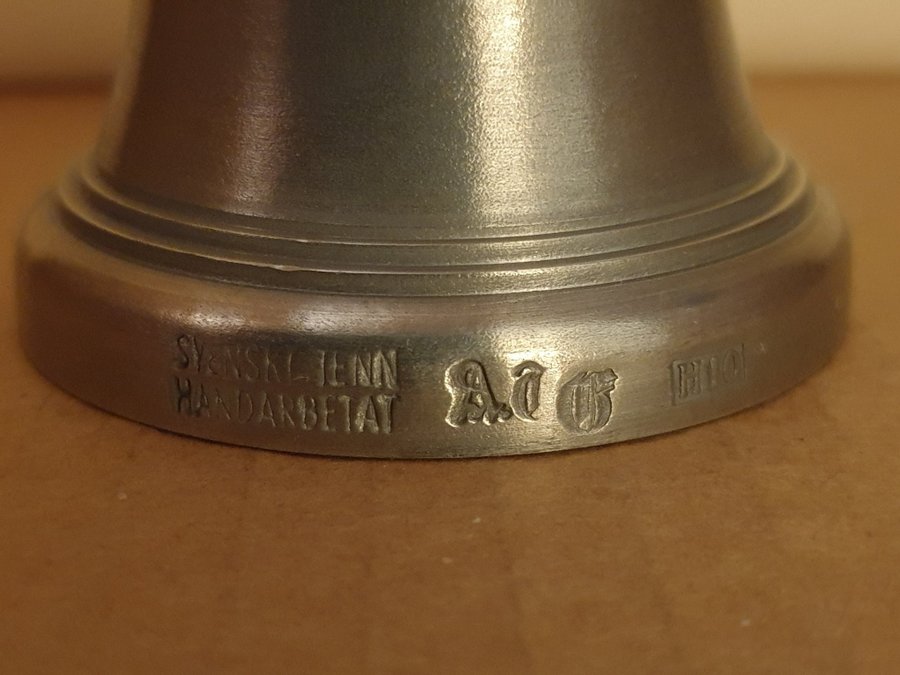 SVENSKT TENN A.T G H10
HANDARBETAT